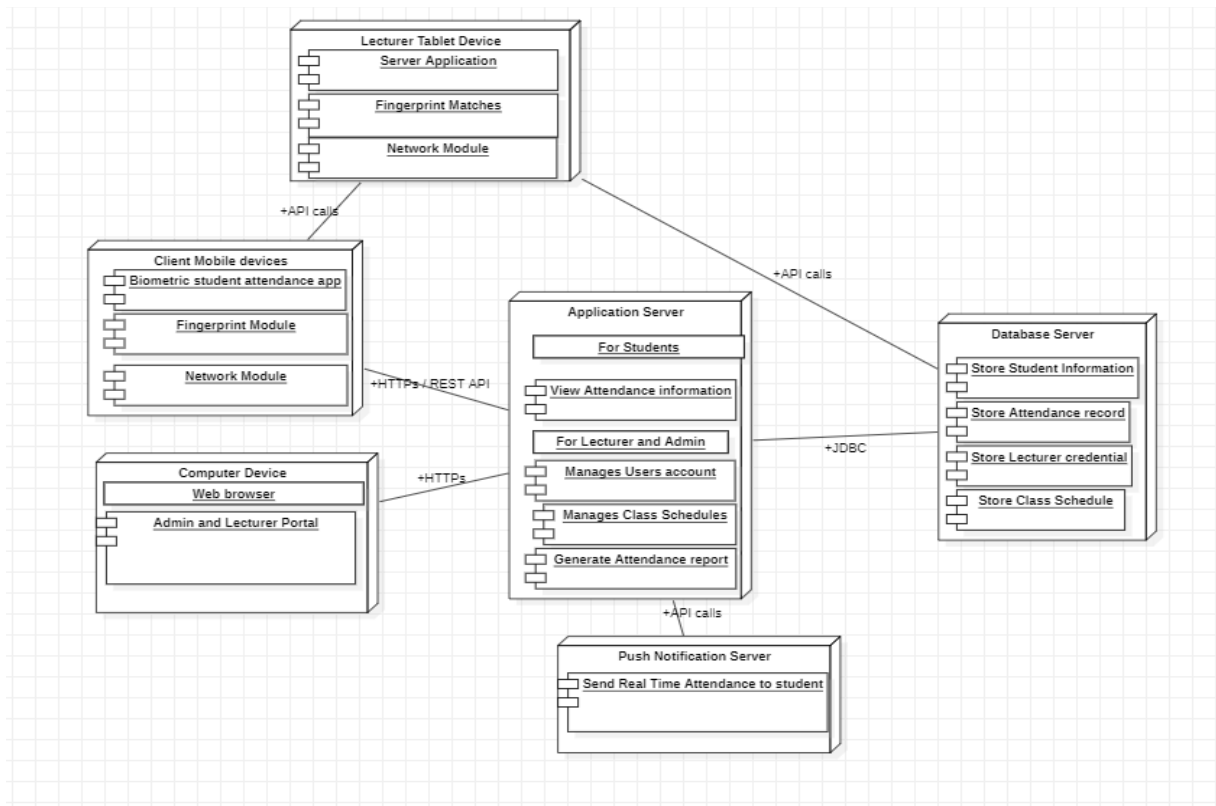 Lecturer Tablet Device
Server Application
Fingerprint Matches
Network Module
+API calls
Client Mobile devices
Biometric student attendance app
Fingerprint Module
Network Module
+HTTPs / REST API
Computer Device
Web browser
Admin and Lecturer Portal
+HTTPs
Application Server
For Students
View Attendance information
For Lecturer and Admin
Manages Users account
Manages Class Schedules
Generate Attendance report
+API calls
+JDBC
Database Server
Store Student Information
Store Attendance record
Store Lecturer credential
Store Class Schedule
+API calls
Push Notification Server
Send Real Time Attendance to student